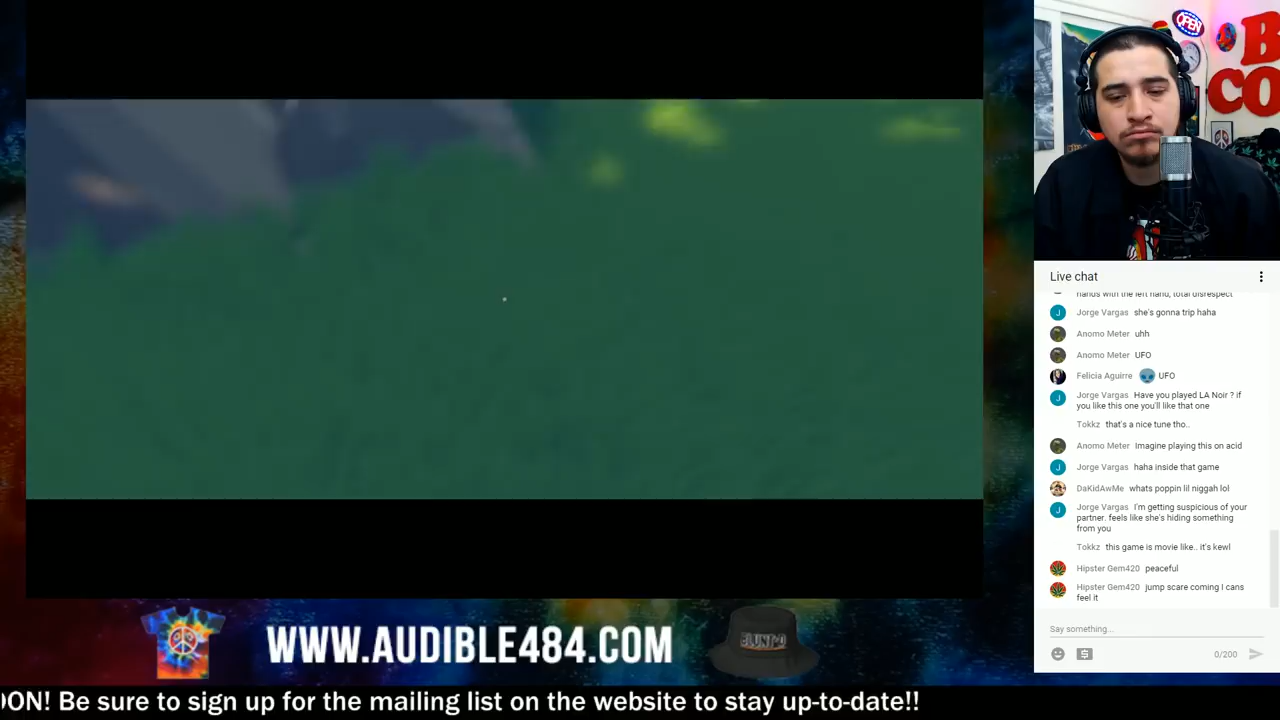 OPEN
B
CO
Live chat
hands with the left hand, total disrespect
Jorge Vargas she's gonna trip haha
Anomo Meter uhh
Anomo Meter UFO
Felicia Aguirre UFO
Jorge Vargas Have you played LA Noir ? if
you like this one you'll like that one
Tokkz that's a nice tune tho..
Anomo Meter Imagine playing this on acid
J Jorge Vargas haha inside that game
DaKidAwMe whats poppin lil niggah lol
Jorge Vargas I'm getting suspicious of your
partner. feels like she's hiding something
from you
Tokkz this game is movie like.. it's kewl
Hipster Gem420 peaceful
Hipster Gem420 jump scare coming I cans
feel it
Say something...
0/200
WWW.AUDIBLE484.COM
OON! Be sure to sign up for the mailing list on the website to stay up-to-date!!